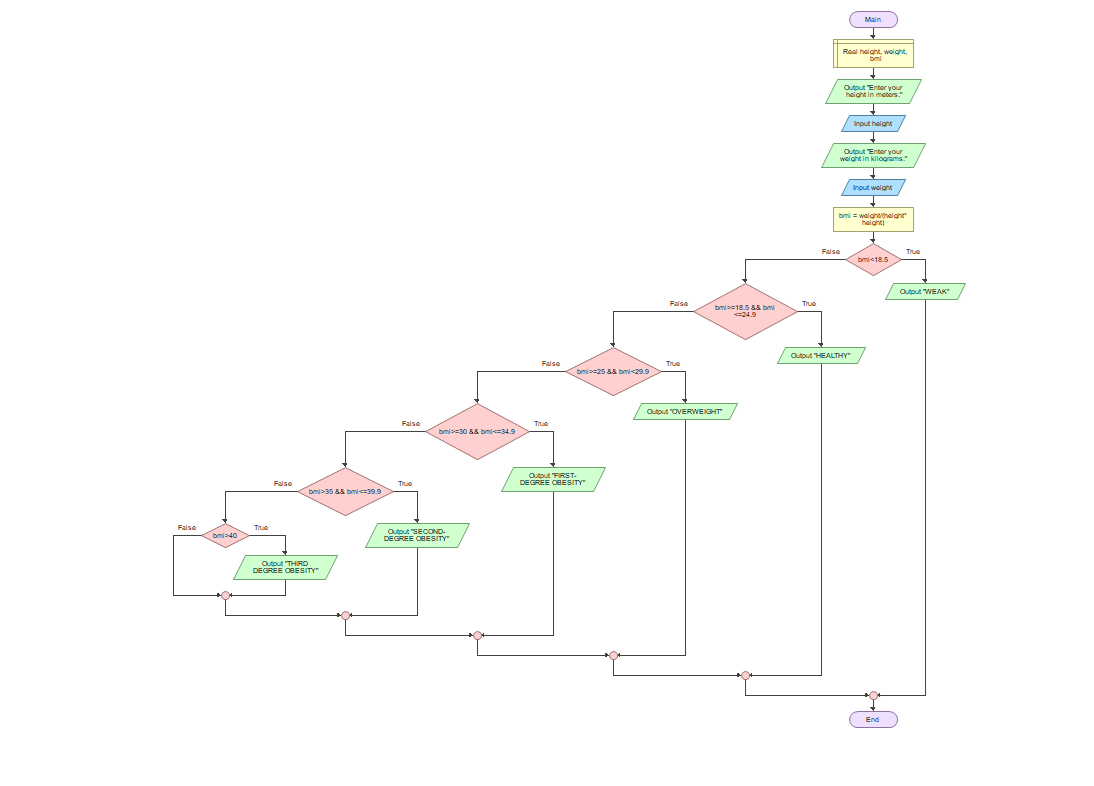 Main
Real height, weight,
bmi
Output "Enter your
height in meters:"
Input height
Output "Enter your
weight in kilograms:"
Input weight
bmi = weight/(height*
height)
False
bmi<18.5
True
Output "WEAK"
False
bmi>=18.5 && bmi
<=24.9
True
Output "HEALTHY"
False
bmi>=25 && bmi<29.9
True
Output "OVERWEIGHT"
False
bmi>=30 && bmi<=34.9
True
Output "FIRST-
DEGREE OBESITY"
False
bmi>35 && bmi<=39.9
True
Output "SECOND-
DEGREE OBESITY"
False
bmi>40
True
Output "THIRD
DEGREE OBESITY"
End